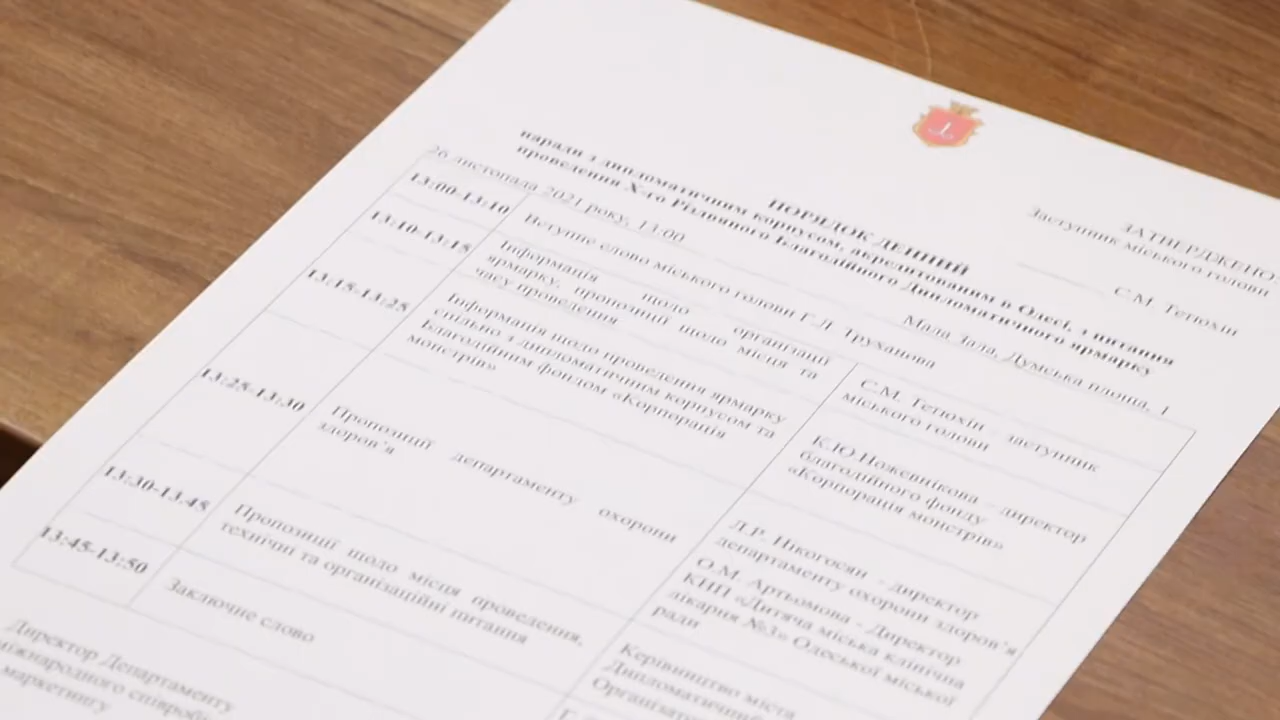 ЗАТВЕРДЖЕНО
Заступник міського голови
С.М. Тетюхін
ПОРЯДОК ДЕННИЙ
наради з дипломатичним корпусом, акредитованим в Одесі, з питання
проведення X-го Різдвяного Благодійного Дипломатичного ярмарку
26 листопада 2021 року, 13:00
Мала Зала, Думська площа, 1
13:00-13:10
Вступне слово міського голови Г.Л. Труханова
13:10-13:15
Інформація щодо організації
ярмарку, пропозиції щодо місця та
часу проведення
С.М. Тетюхін заступник
міського голови
13:15-13:25
Інформація щодо проведення ярмарку
спільно з дипломатичним корпусом та
Благодійним фондом «Корпорація
монстрів»
К.Ю Ножевнікова – директор
благодійного фонду
«Корпорація монстрів»
13:25-13:30
Пропозиції департаменту охорони
здоров'я
Л.Р. Нікогосян - директор
департаменту охорони здоров'я
О.М. Артьомова - Директор
КНП «Дитяча міська клінічна
лікарня №3» Одеської міської
ради
13:30-13:45
Пропозиції щодо місця проведення,
технічні та організаційні питання
Керівництво міста
13:45-13:50
Заключне слово
Директор Департаменту